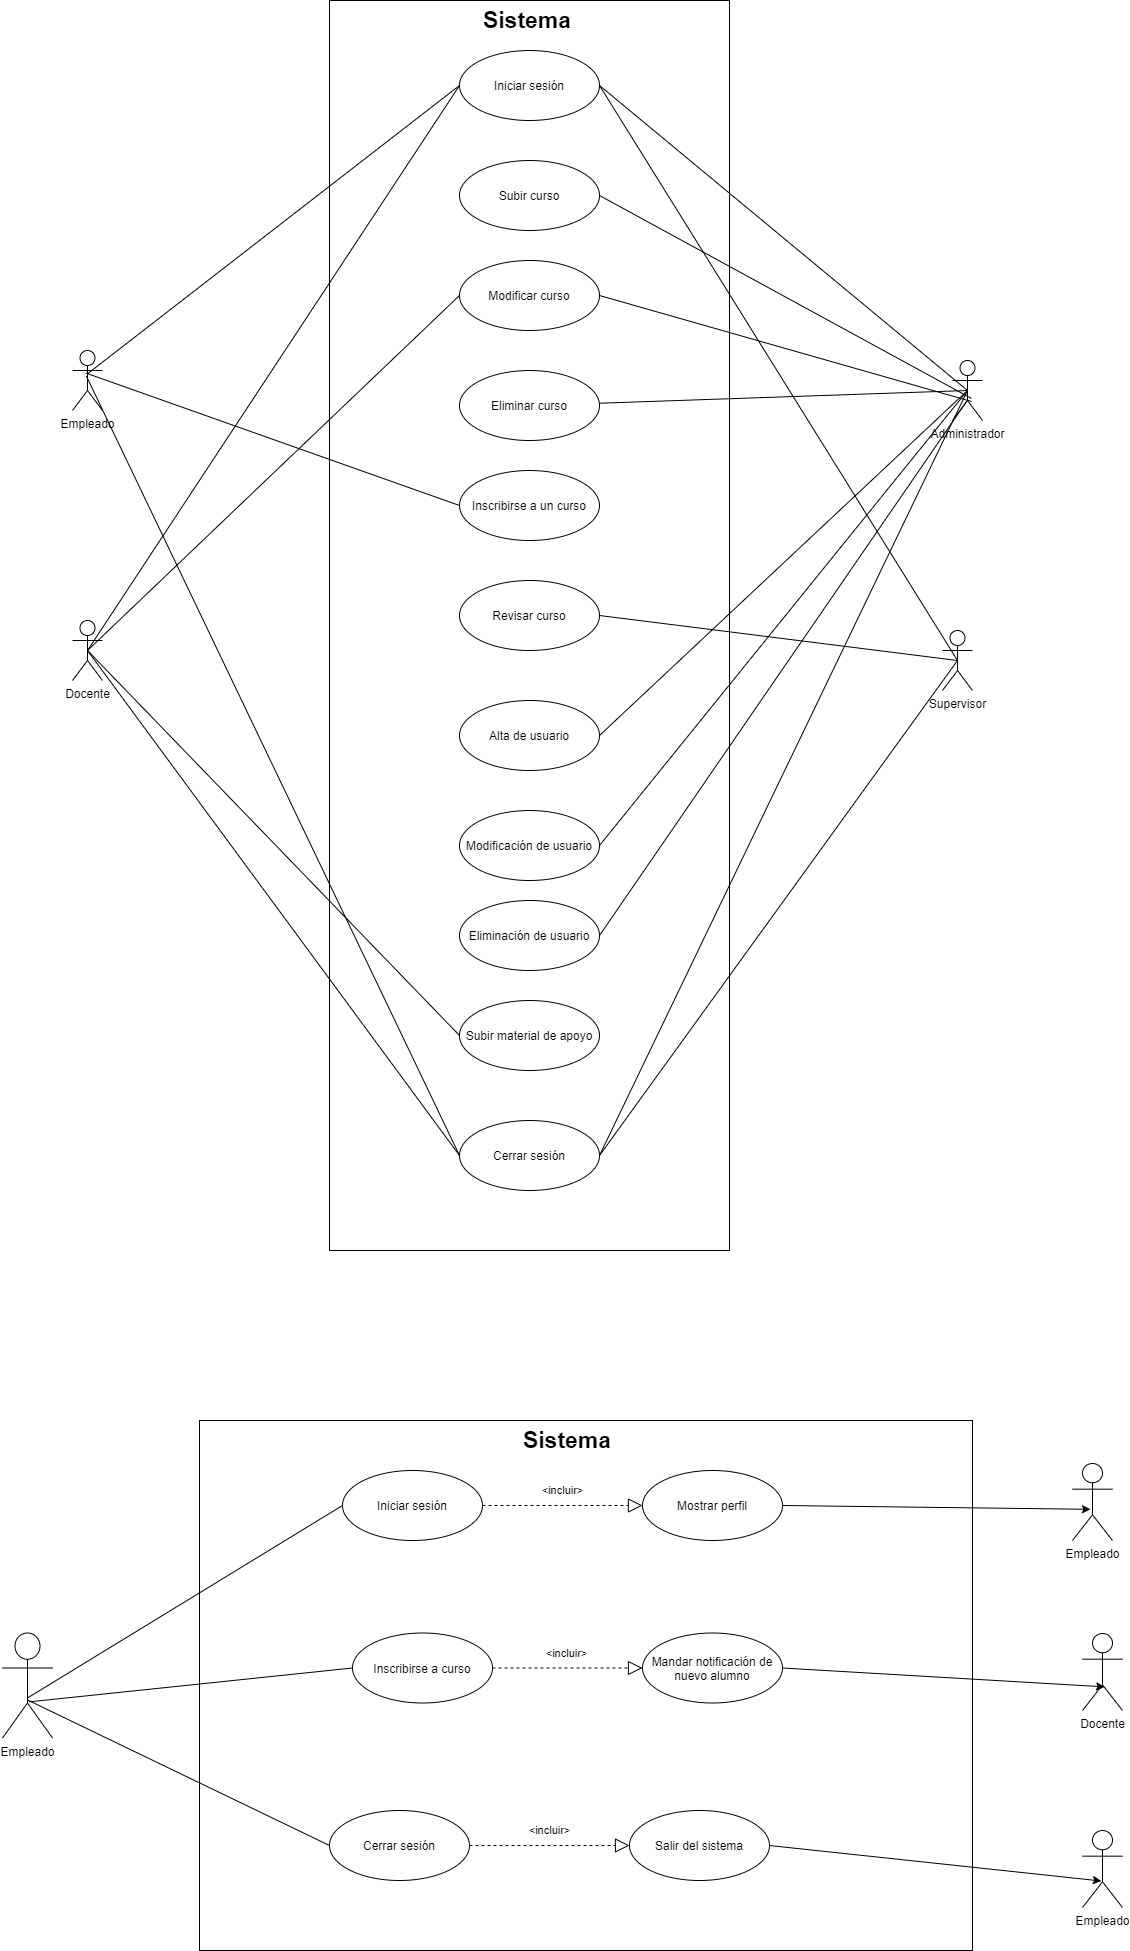 Sistema
Iniciar sesión
Subir curso
Modificar curso
Empleado
Eliminar curso
Administrador
Inscribirse a un curso
Revisar curso
Docente
Supervisor
Alta de usuario
Modificación de usuario
Eliminación de usuario
Subir material de apoyo
Cerrar sesión
Sistema
Iniciar sesión
<incluir>
Mostrar perfil
Empleado
Empleado
Inscribirse a curso
<incluir>
Mandar notificación de
nuevo alumno
Docente
Cerrar sesión
<incluir>
Salir del sistema
Empleado